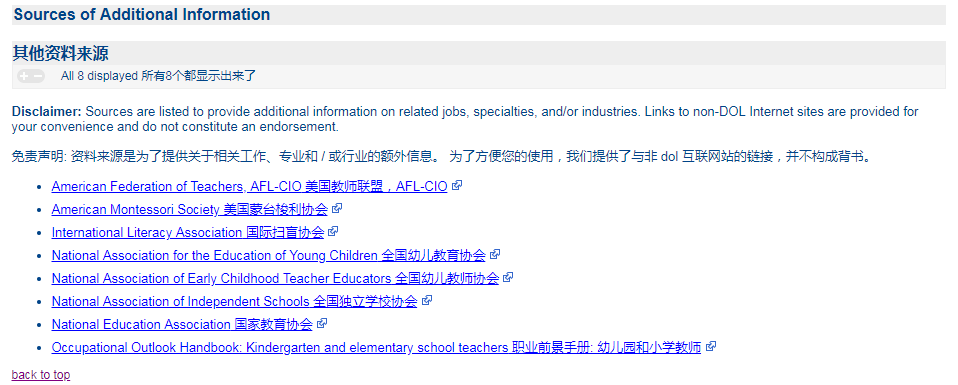 Sources of Additional Information
其他资料来源
All 8 displayed 所有8个都显示出来了
Disclaimer: Sources are listed to provide additional information on related jobs, specialties, and/or industries. Links to non-DOL Internet sites are provided for
your convenience and do not constitute an endorsement.
免责声明: 资料来源是为了提供关于相关工作、专业和 / 或行业的额外信息。 为了方便您的使用，我们提供了与非 dol 互联网站的链接，并不构成背书。
American Federation of Teachers, AFL-CIO 美国教师联盟，AFL-CIO
American Montessori Society 美国蒙台梭利协会
International Literacy Association 国际扫盲协会
National Association for the Education of Young Children 全国幼儿教育协会
National Association of Early Childhood Teacher Educators 全国幼儿教师协会
National Association of Independent Schools 全国独立学校协会
National Education Association 国家教育协会
Occupational Outlook Handbook: Kindergarten and elementary school teachers 职业前景手册: 幼儿园和小学教师
back to top